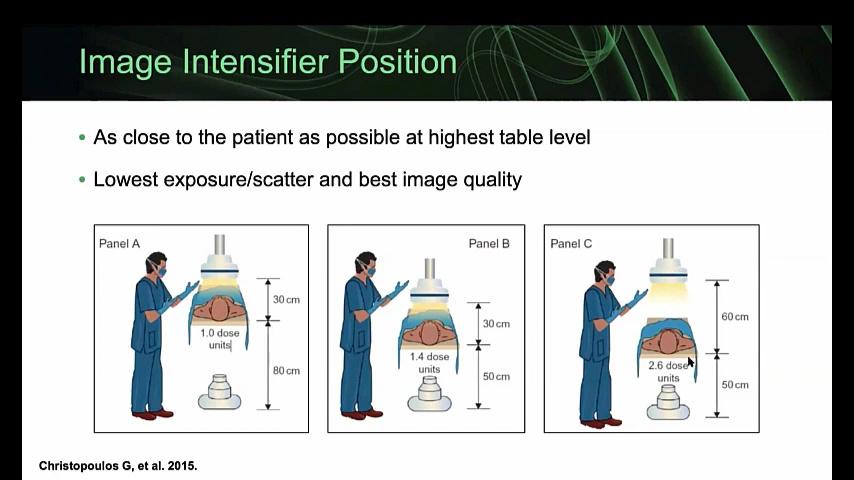 Image Intensifier Position
• As close to the patient as possible at highest table level
• Lowest exposure/scatter and best image quality
Panel A
30 cm
1.0 dose
units
80 cm
Panel B
30 cm
1.4 dose
units
50 cm
Panel C
60 cm
2.6 dose
units
50 cm
Christopoulos G, et al. 2015.